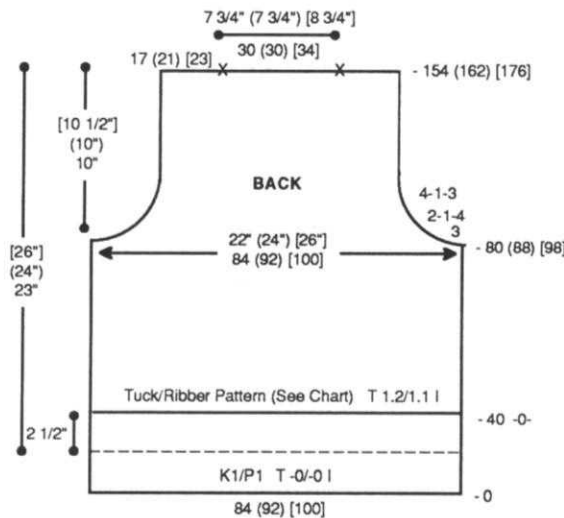 7 3/4" (7 3/4") [8 3/4"]
30 (30) [34]
17 (21) [23]
X X
- 154 (162) [176]
[10 1/2"]
(10")
10"
BACK
4-1-3
2-1-4
3
22" (24") [26"]
- 80 (88) [98]
84 (92) [100]
[26"]
(24")
23"
Tuck/Ribber Pattern (See Chart) T 1.2/1.1 I
- 40 -0-
2 1/2"
K1/P1 T -0/-0 I
- 0
84 (92) [100]